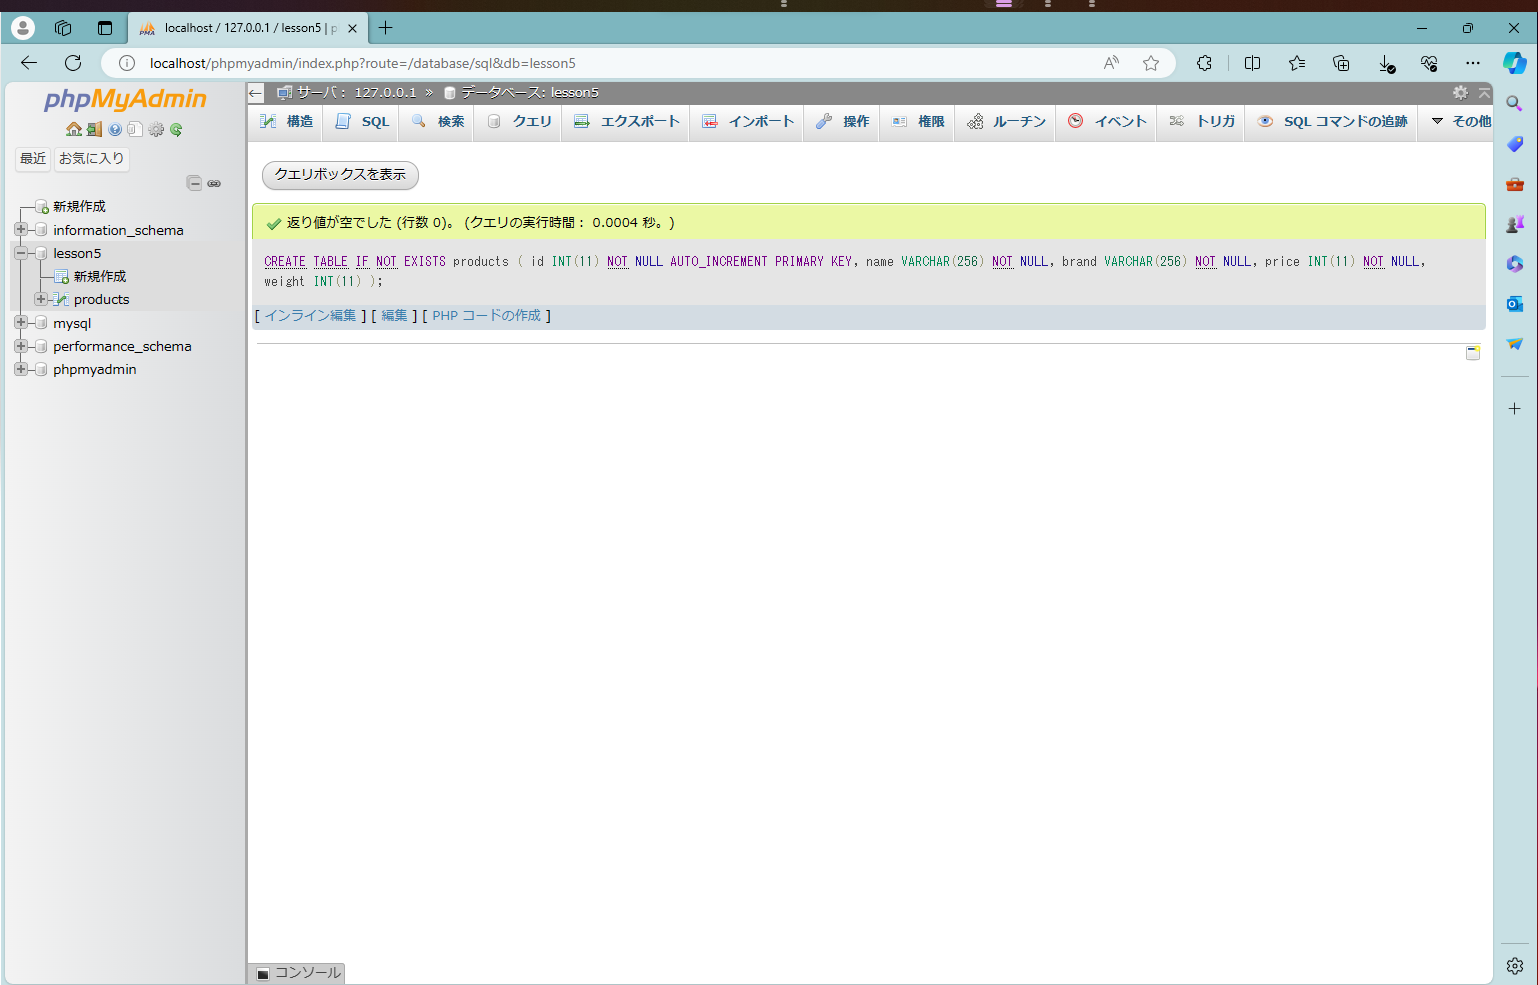 localhost / 127.0.0.1 / lesson5 | p
localhost/phpmyadmin/index.php?route=/database/sql&db=lesson5
phpMyAdmin
最近 お気に入り
新規作成
information_schema
lesson5
新規作成
products
mysql
performance_schema
phpmyadmin
サーバ: 127.0.0.1 » データベース: lesson5
構造 SQL 検索 クエリ エクスポート インポート 操作 権限 ルーチン イベント トリガ SQL コマンドの追跡 その他
クエリボックスを表示
返り値が空でした (行数 0)。 (クエリの実行時間: 0.0004 秒。)
CREATE TABLE IF NOT EXISTS products ( id INT(11) NOT NULL AUTO_INCREMENT PRIMARY KEY, name VARCHAR(256) NOT NULL, brand VARCHAR(256) NOT NULL, price INT(11) NOT NULL,
weight INT(11) );
[ インライン編集 ] [ 編集 ] [ PHP コードの作成 ]
コンソール